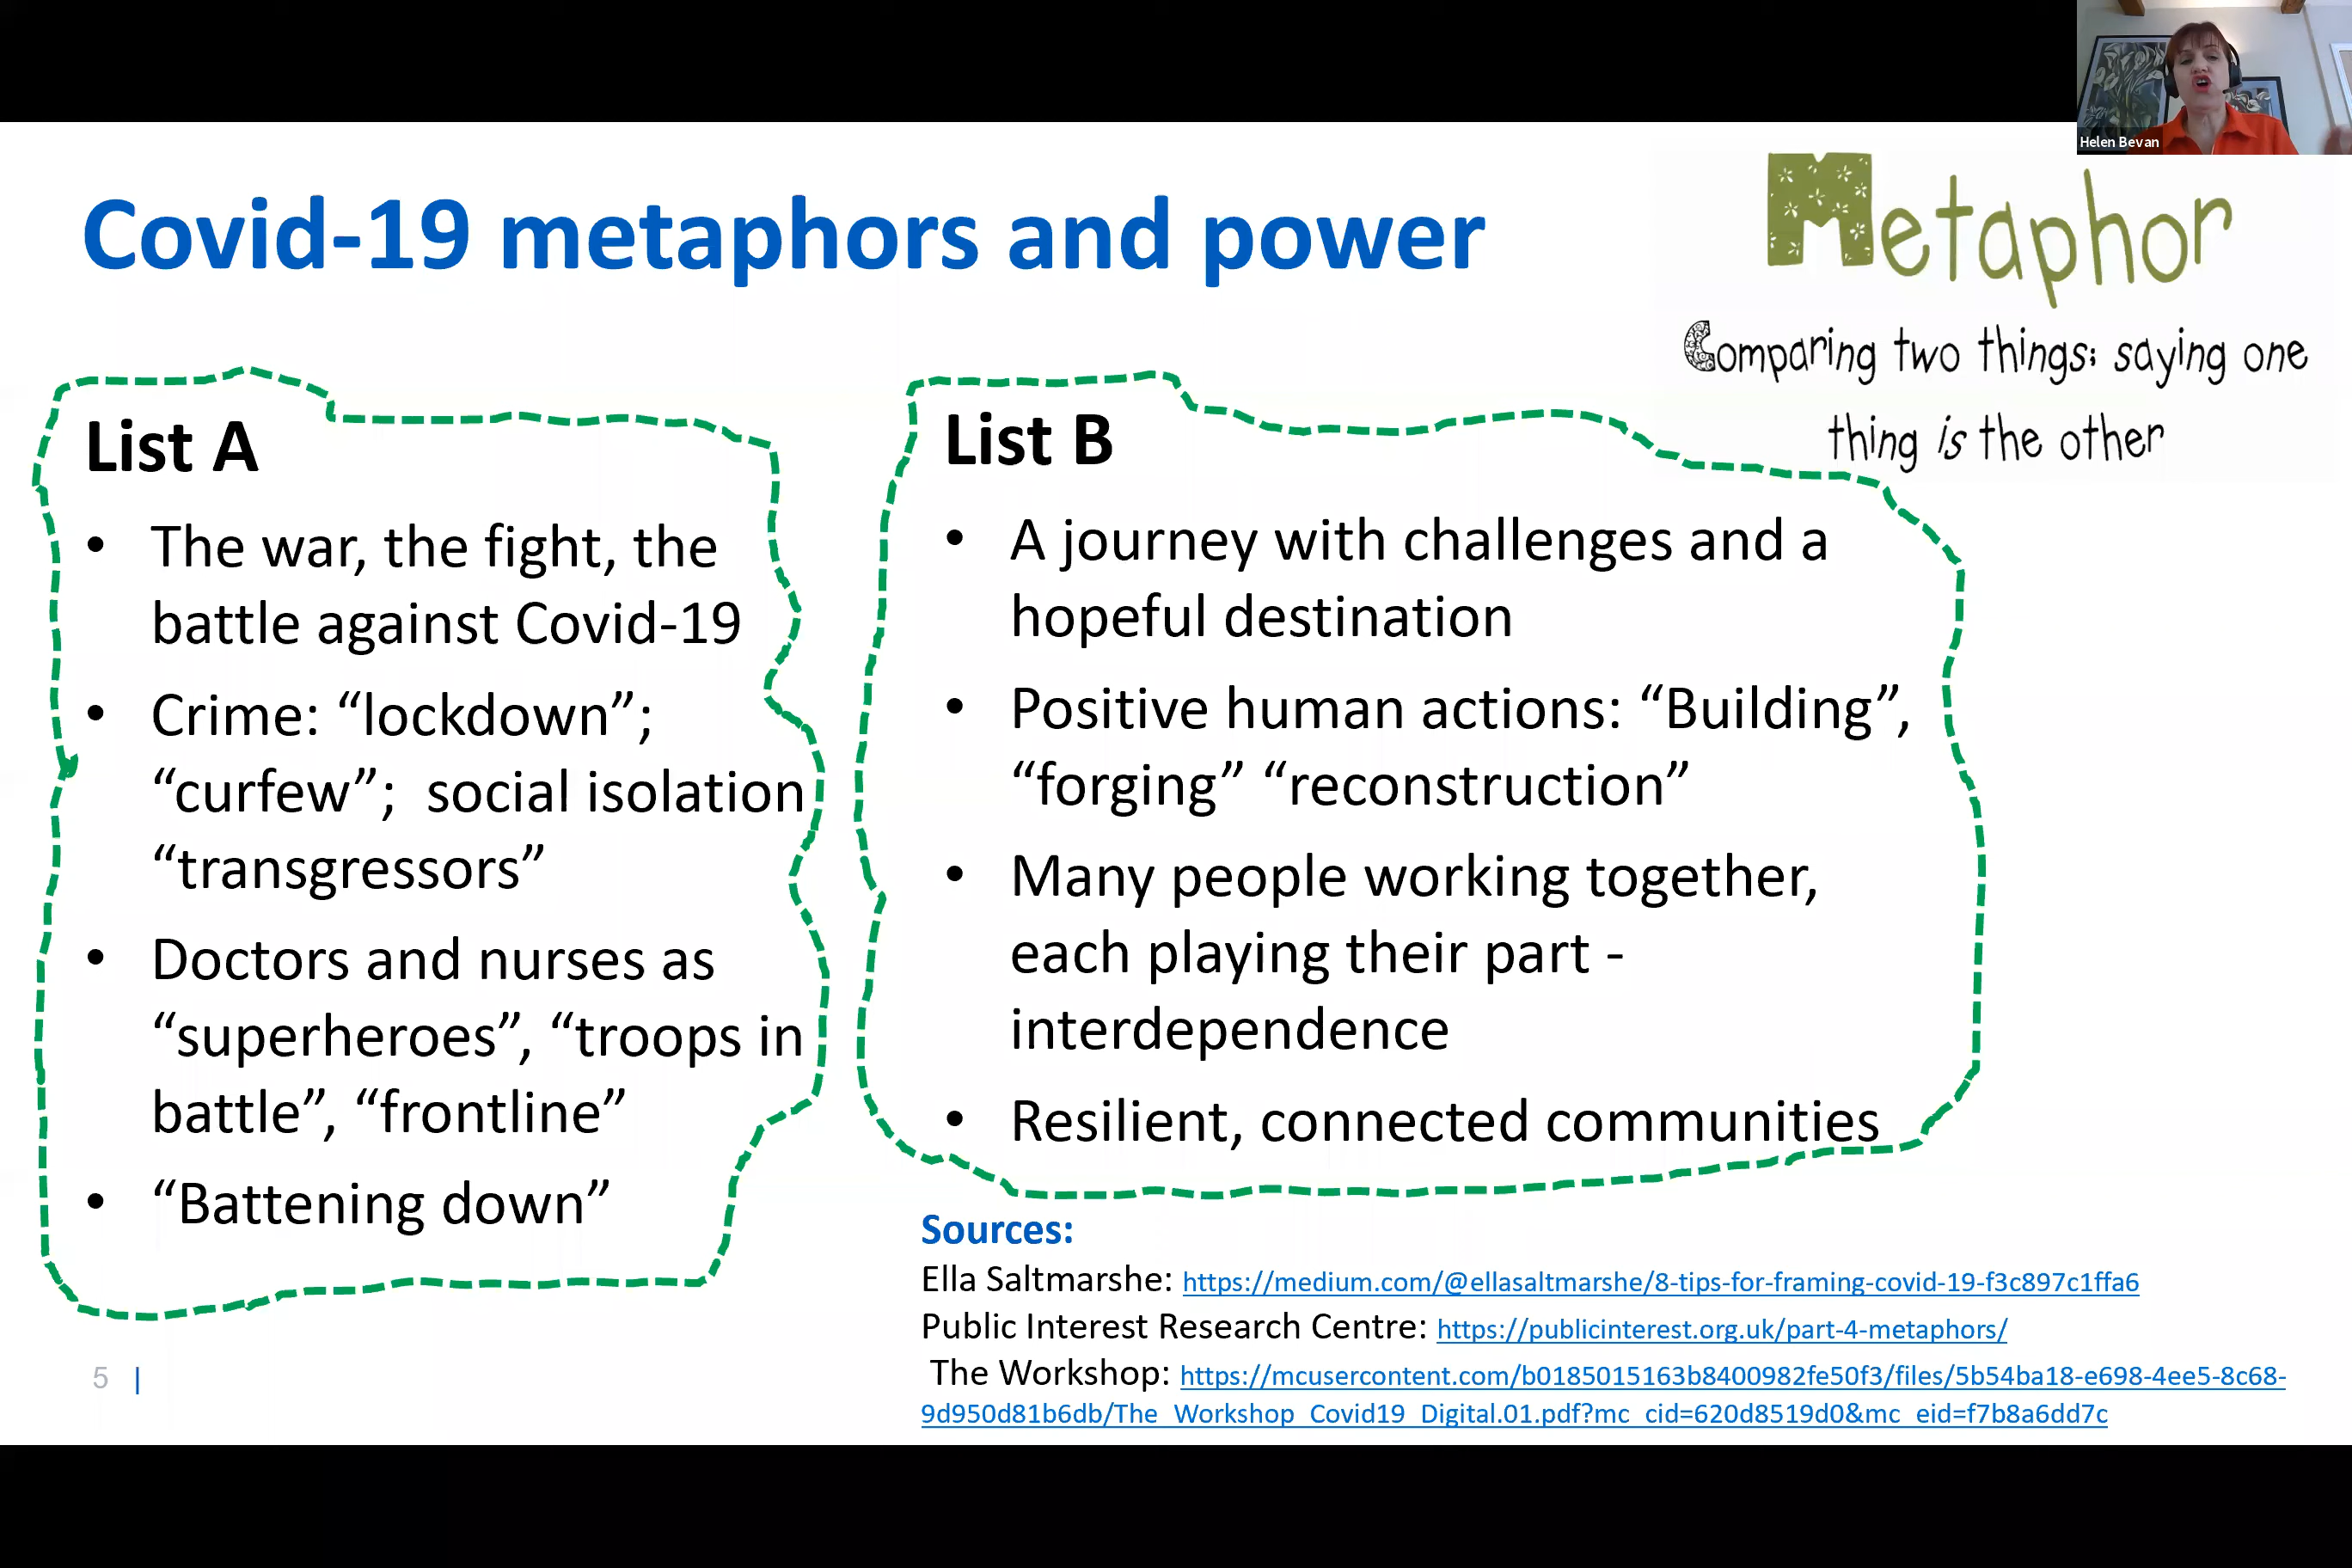 Helen Bevan
Covid-19 metaphors and power
Metaphor
Comparing two things; saying one
thing is the other
List A
• The war, the fight, the
battle against Covid-19
• Crime: “lockdown”;
“curfew”;  social isolation
“transgressors”
• Doctors and nurses as
“superheroes”, “troops in
battle”, “frontline”
• “Battening down”
List B
• A journey with challenges and a
hopeful destination
• Positive human actions: “Building”,
“forging” “reconstruction”
• Many people working together,
each playing their part -
interdependence
• Resilient, connected communities
Sources:
Ella Saltmarshe: https://medium.com/@ellasaltmarshe/8-tips-for-framing-covid-19-f3c897c1ffa6
Public Interest Research Centre: https://publicinterest.org.uk/part-4-metaphors/
The Workshop: https://mcusercontent.com/b0185015163b8400982fe50f3/files/5b54ba18-e698-4ee5-8c68-
9d950d81b6db/The_Workshop_Covid19_Digital.01.pdf?mc_cid=620d8519d0&mc_eid=f7b8a6dd7c
5 |